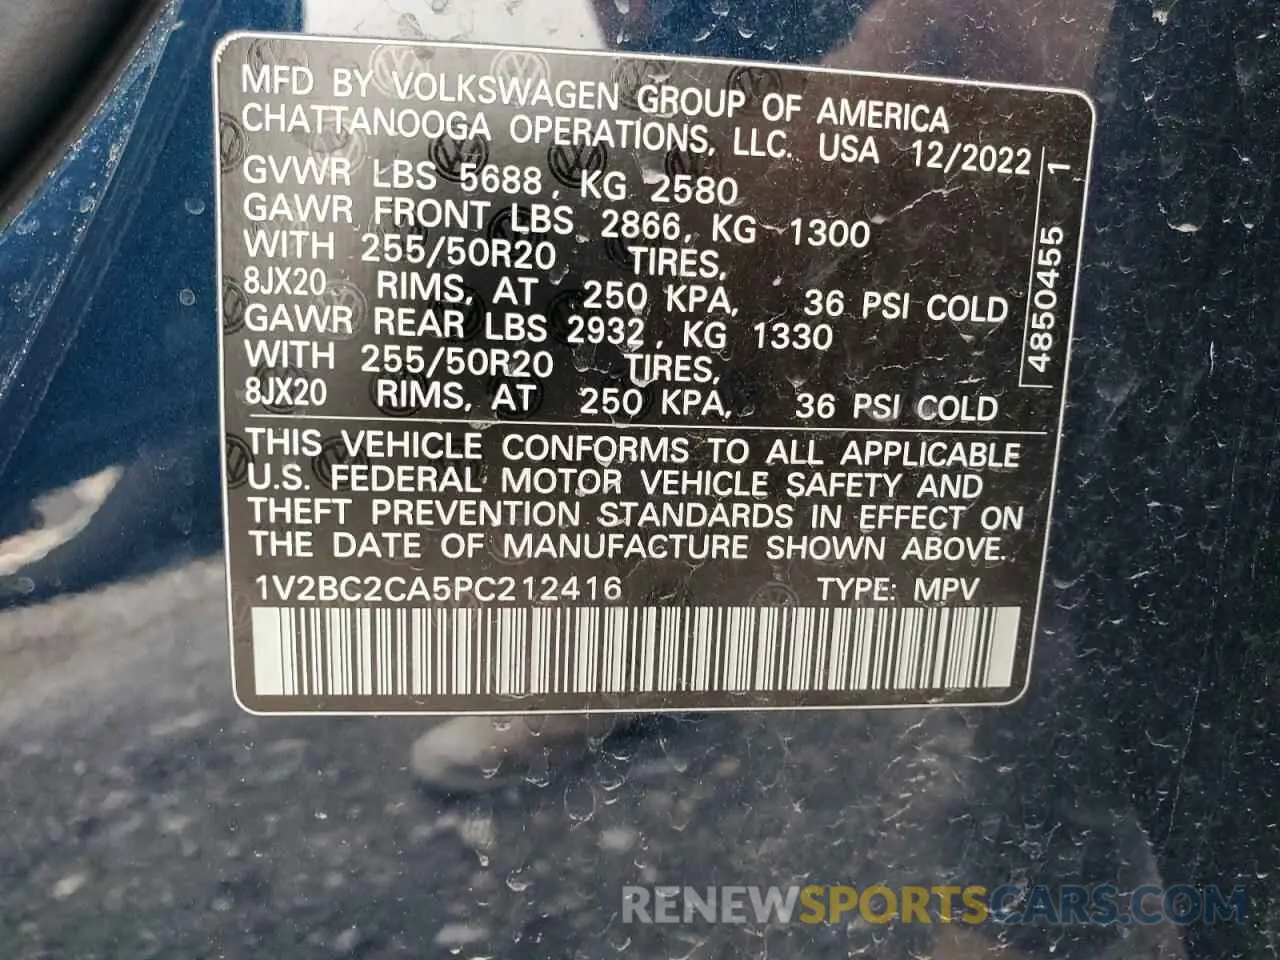 MFD BY VOLKSWAGEN GROUP OF AMERICA
CHATTANOOGA OPERATIONS, LLC. USA 12/2022
GVWR LBS 5688, KG 2580
GAWR FRONT LBS 2866, KG 1300
WITH 255/50R20 TIRES,
8JX20 RIMS, AT 250 KPA, 36 PSI COLD
GAWR REAR LBS 2932, KG 1330
WITH 255/50R20 TIRES,
8JX20 RIMS, AT 250 KPA, 36 PSI COLD
4850455 1
THIS VEHICLE CONFORMS TO ALL APPLICABLE
U.S. FEDERAL MOTOR VEHICLE SAFETY AND
THEFT PREVENTION STANDARDS IN EFFECT ON
THE DATE OF MANUFACTURE SHOWN ABOVE.
1V2BC2CA5PC212416 TYPE: MPV
RENEWSPORTSCARS.COM